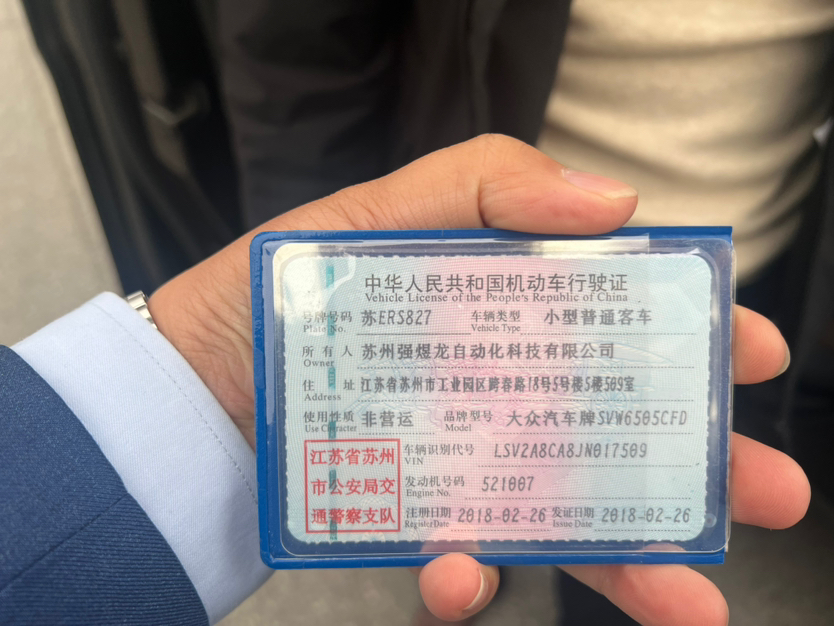 中华人民共和国机动车行驶证
Vehicle License of the People's Republic of China
号牌号码 苏ERS827 车辆类型 小型普通客车
Plate No. Vehicle Type
所有人 苏州强煜龙自动化科技有限公司
Owner
住址 江苏省苏州市工业园区跨春路18号5号楼5楼509室
Address
使用性质 非营运 品牌型号 大众汽车牌SVW6505CFD
Use Character Model
江苏省苏州
市公安局交
通警察支队
车辆识别代号 LSV2A8CA8JN017509
VIN
发动机号码 521007
Engine No.
注册日期 2018-02-26 发证日期 2018-02-26
Register Date Issue Date